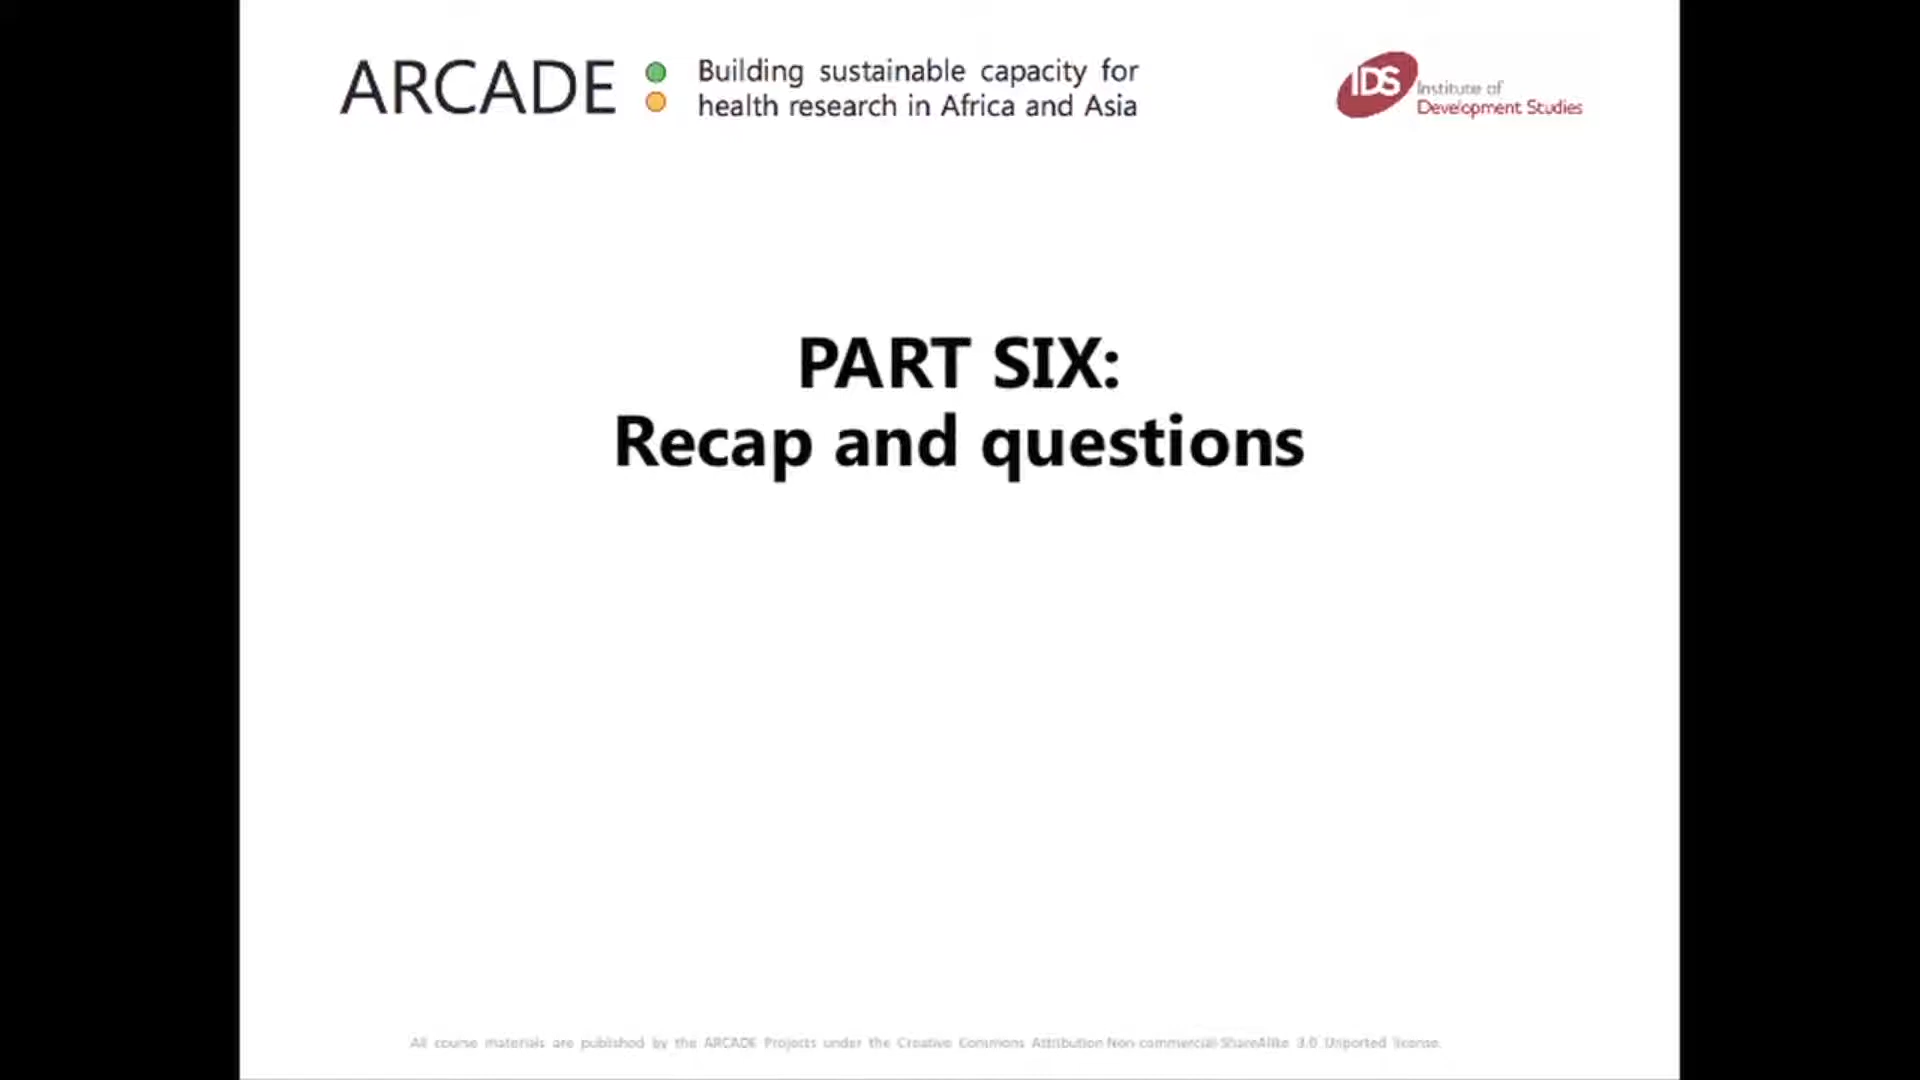 ARCADE
Building sustainable capacity for
health research in Africa and Asia
IDS
Institute of
Development Studies
PART SIX:
Recap and questions
All course materials are published by the ARCADE Projects under the Creative Commons Attribution-Non-commercial-ShareAlike 3.0 Unported license.